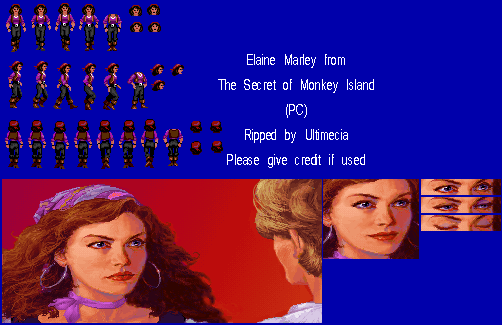 Elaine Marley from
The Secret of Monkey Island
(PC)
Ripped by Ultimecia
Please give credit if used